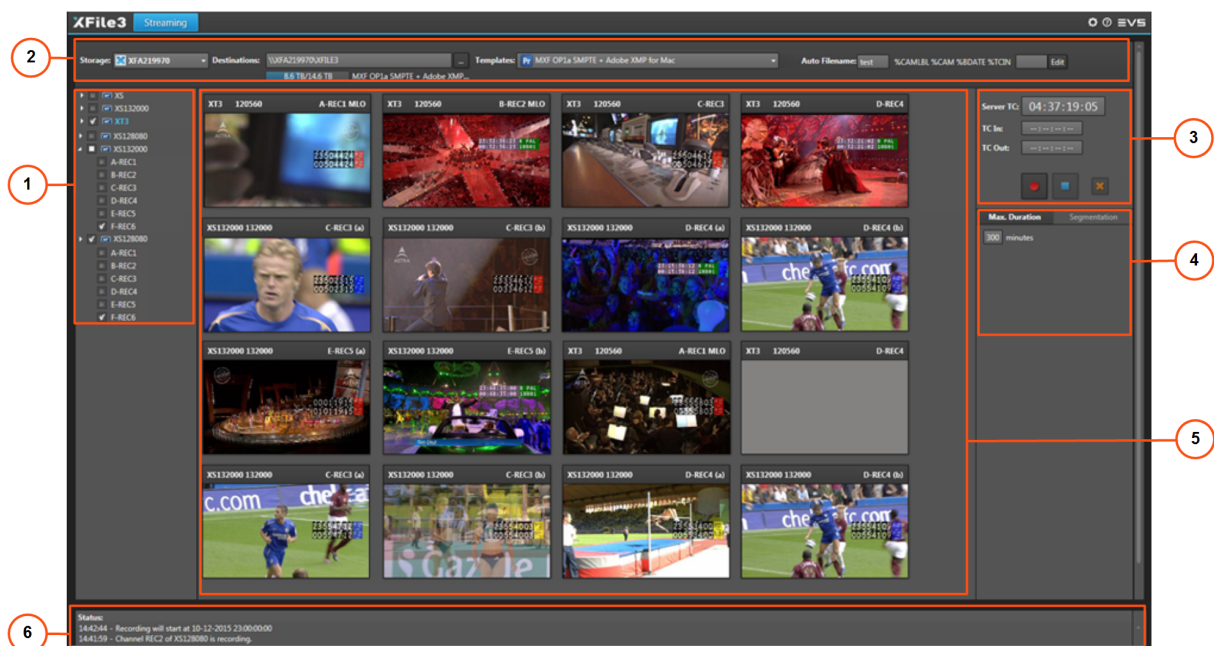 XFile3 Streaming EVS
2
Storage: XFA219970 Destinations: \\XFA219970\XFILE3 ... Templates: Pr MXF OP1a SMPTE + Adobe XMP for Mac Auto Filename: test %CAMLBL %CAM %BDATE %TCIN Edit
8.6 TB/14.6 TB MXF OP1a SMPTE + Adobe XMP...
1
XS
XS132000
XT3
XS128080
XS132000
A-REC1
B-REC2
C-REC3
D-REC4
E-REC5
F-REC6
XS128080
A-REC1
B-REC2
C-REC3
D-REC4
E-REC5
F-REC6
XT3 120560 A-REC1 MLO
XT3 120560 B-REC2 MLO
XT3 120560 C-REC3
XT3 120560 D-REC4
ASTRA
XS132000 132000 C-REC3 (a)
XS132000 132000 C-REC3 (b)
XS132000 132000 D-REC4 (a)
XS132000 132000 D-REC4 (b)
ASTRA
XS132000 132000 E-REC5 (a)
XS132000 132000 E-REC5 (b)
XT3 120560 A-REC1 MLO
XT3 120560 D-REC4
XS132000 132000 C-REC3 (a)
XS132000 132000 C-REC3 (b)
XS132000 132000 D-REC4 (a)
XS132000 132000 D-REC4 (b)
Server TC: 04:37:19:05
TC In: --:--:--:--
TC Out: --:--:--:--
3
Max. Duration Segmentation
300 minutes
4
5
6
Status:
14:42:44 - Recording will start at 10-12-2015 23:00:00:00
14:41:59 - Channel REC2 of XS128080 is recording.